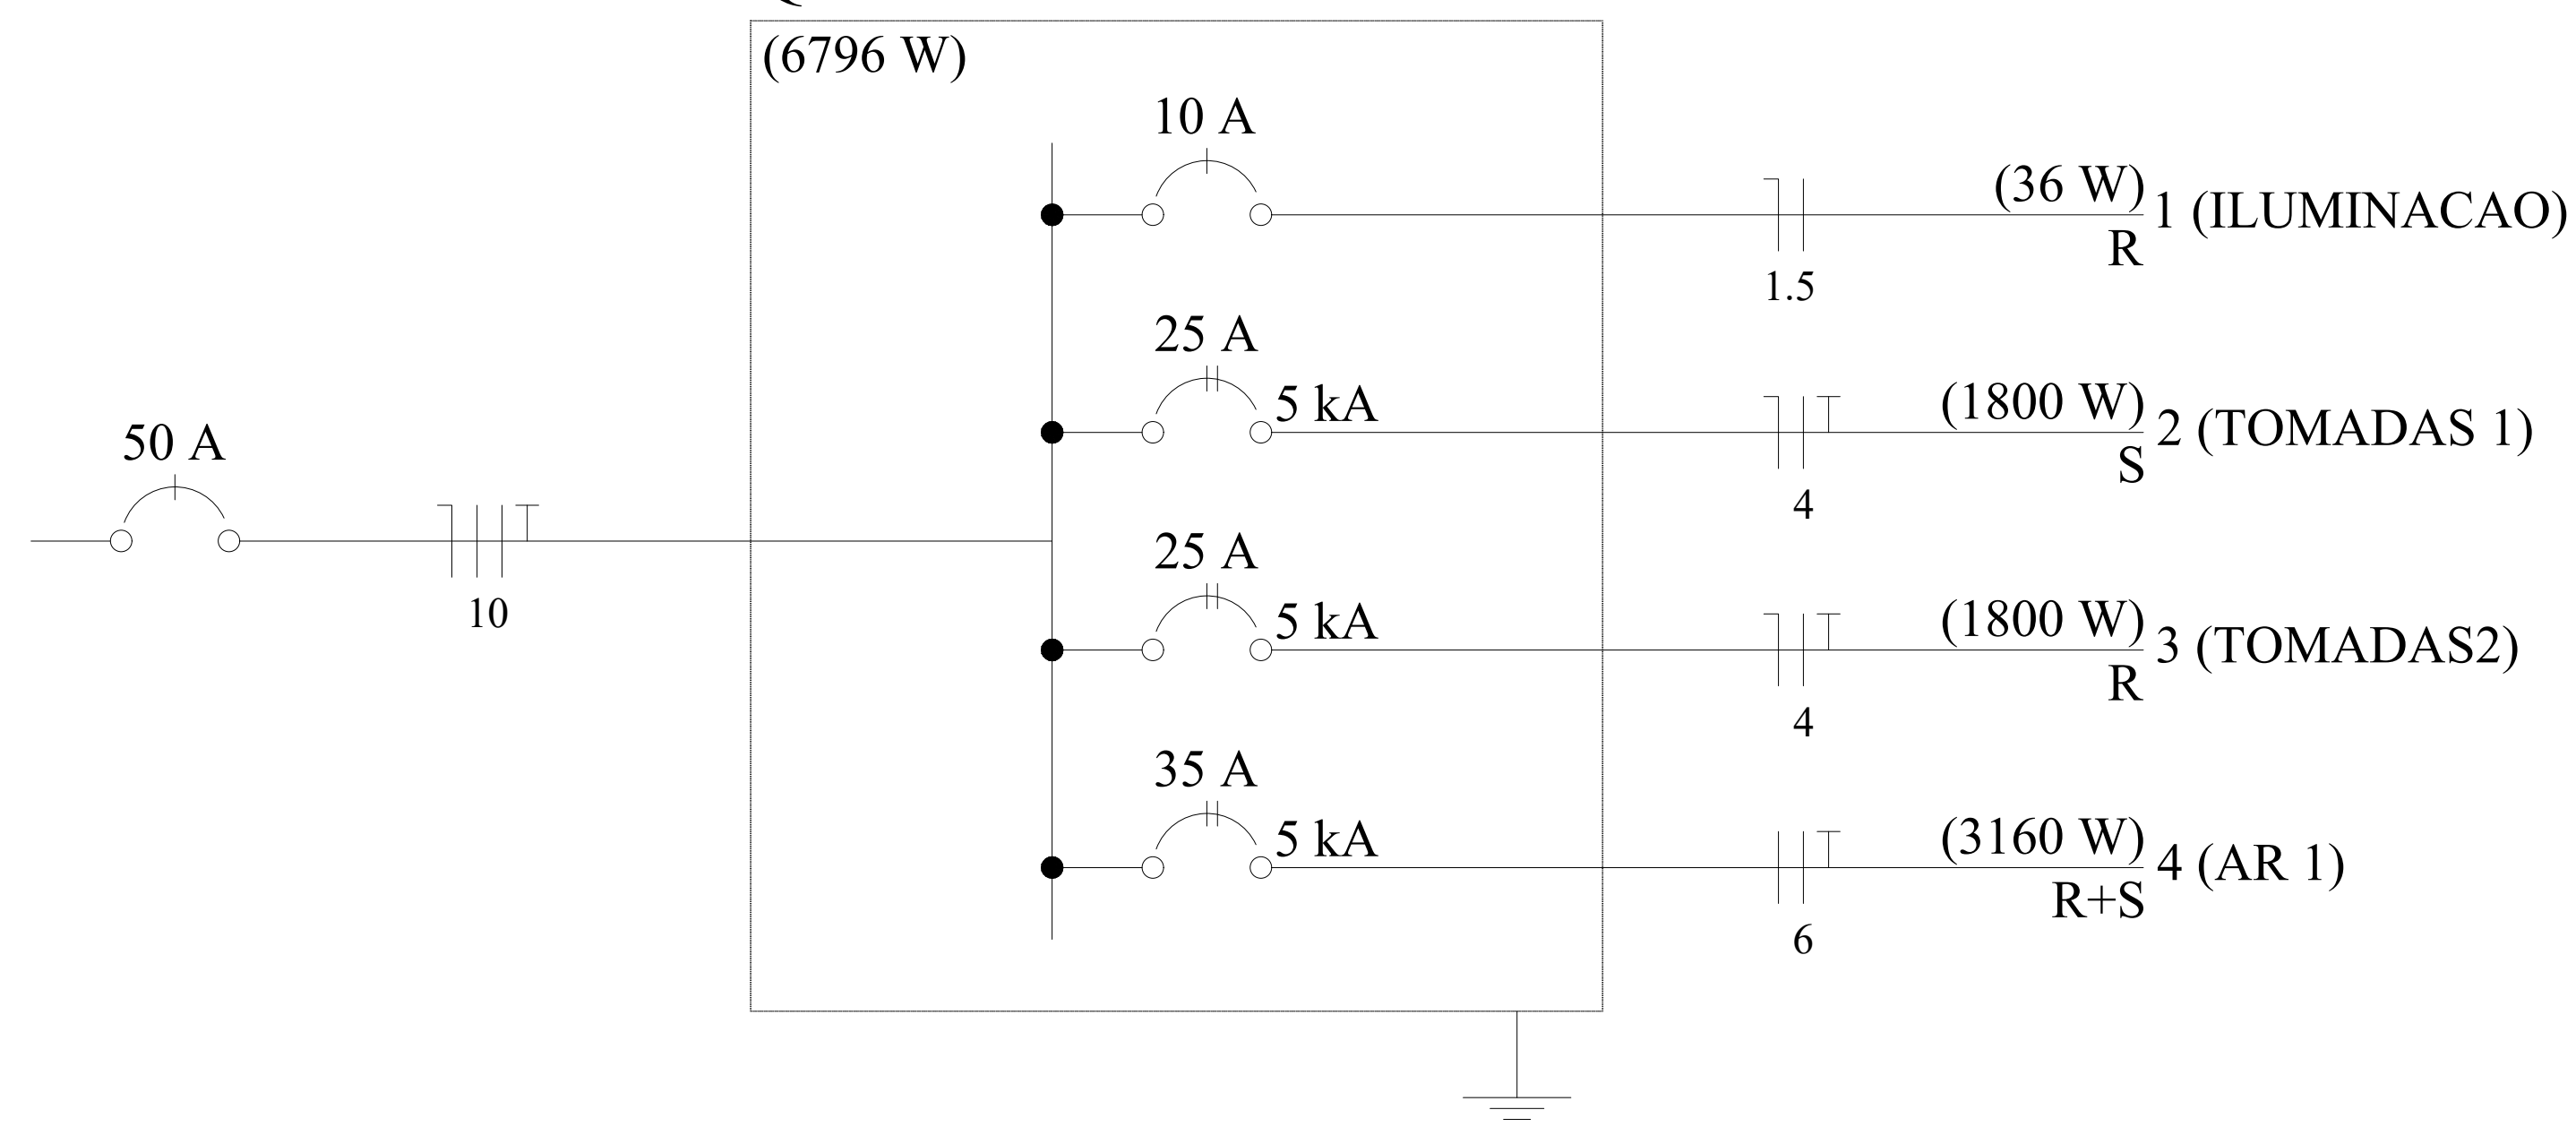 (6796 W)
10 A
(36 W)
1 (ILUMINACAO)
R
1.5
25 A
5 kA
(1800 W)
2 (TOMADAS 1)
S
4
50 A
10
25 A
5 kA
(1800 W)
3 (TOMADAS2)
R
4
35 A
5 kA
(3160 W)
4 (AR 1)
R+S
6